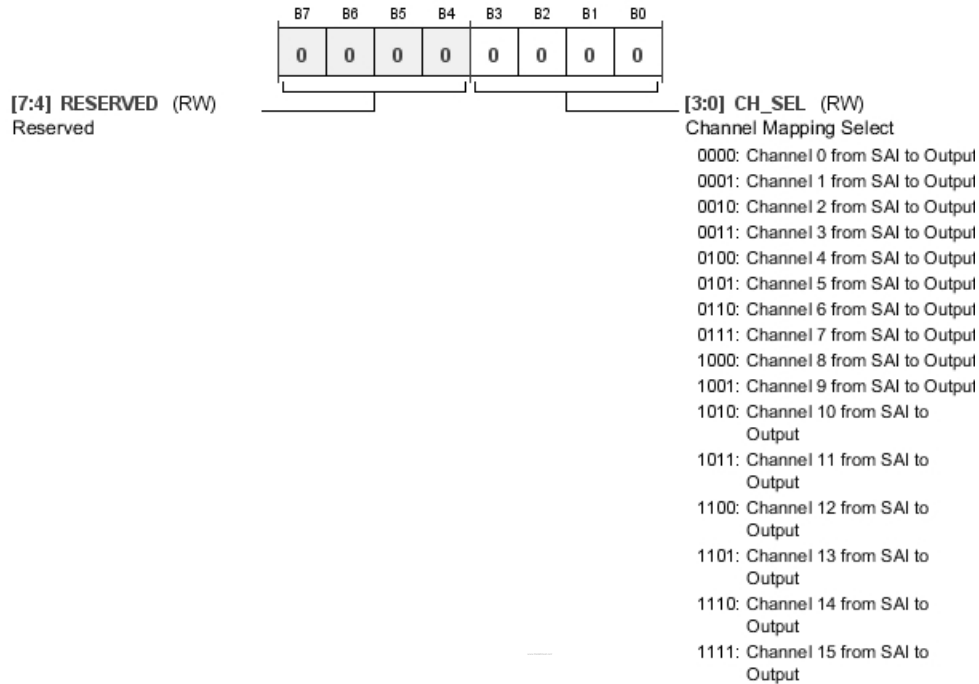 B7 B6 B5 B4 B3 B2 B1 B0
0 0 0 0 0 0 0 0
[7:4] RESERVED (RW)
Reserved
[3:0] CH_SEL (RW)
Channel Mapping Select
0000: Channel 0 from SAI to Output
0001: Channel 1 from SAI to Output
0010: Channel 2 from SAI to Output
0011: Channel 3 from SAI to Output
0100: Channel 4 from SAI to Output
0101: Channel 5 from SAI to Output
0110: Channel 6 from SAI to Output
0111: Channel 7 from SAI to Output
1000: Channel 8 from SAI to Output
1001: Channel 9 from SAI to Output
1010: Channel 10 from SAI to
Output
1011: Channel 11 from SAI to
Output
1100: Channel 12 from SAI to
Output
1101: Channel 13 from SAI to
Output
1110: Channel 14 from SAI to
Output
1111: Channel 15 from SAI to
Output